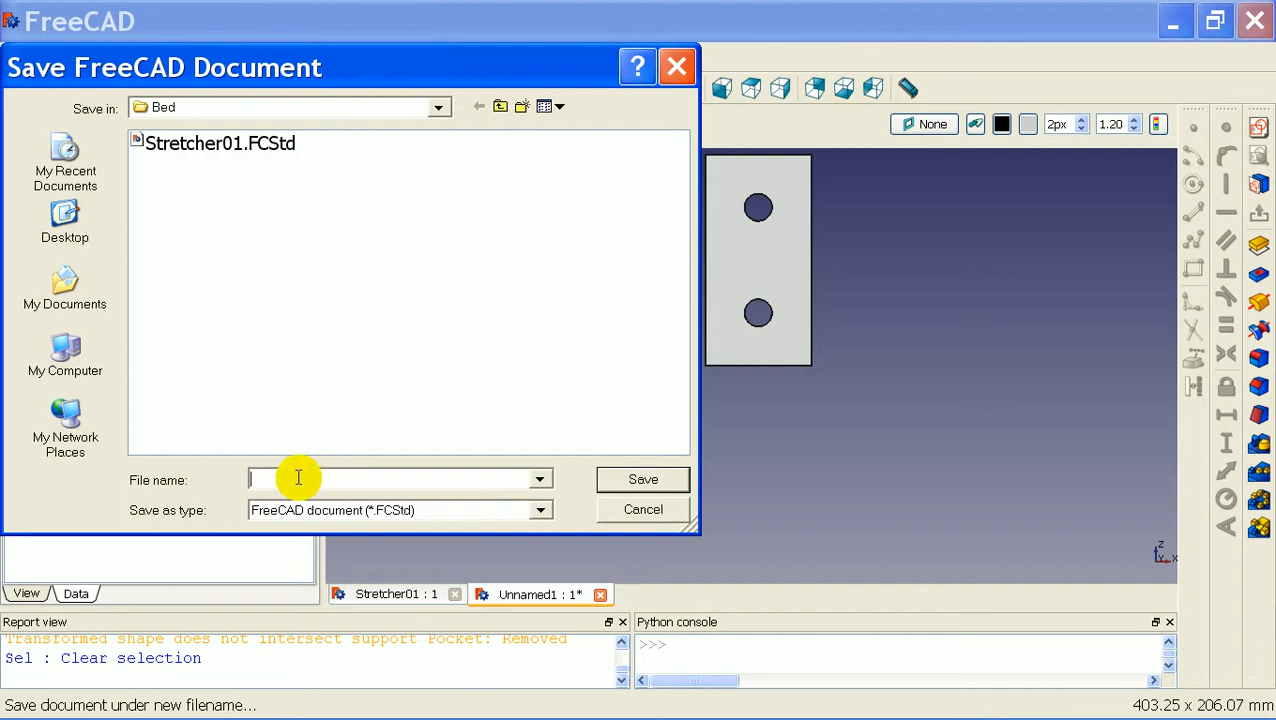 FreeCAD
Save FreeCAD Document
?
Save in:
Bed
None
2px
1.20
My Recent
Documents
Desktop
My Documents
My Computer
My Network
Places
Stretcher01.FCStd
File name:
Save
Save as type:
FreeCAD document (*.FCStd)
Cancel
Z
Y
X
View
Data
Stretcher01 : 1
Unnamed1 : 1*
Report view
Python console
Transformed shape does not intersect support Pocket: Removed
Sel : Clear selection
>>>
Save document under new filename...
403.25 x 206.07 mm